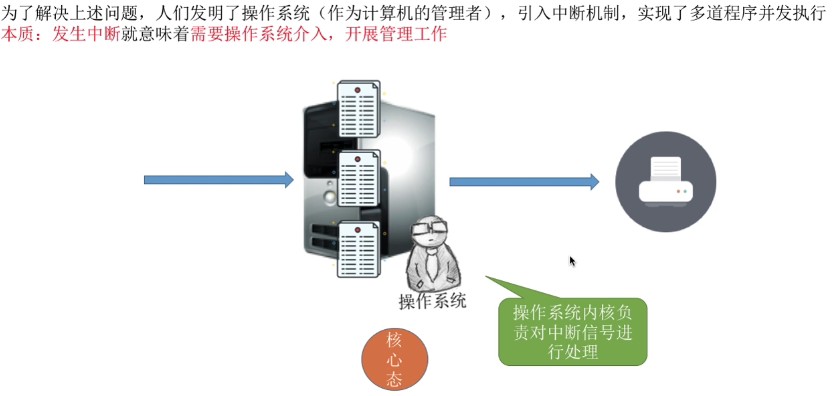 为了解决上述问题，人们发明了操作系统（作为计算机的管理者），引入中断机制，实现了多道程序并发执行
本质：发生中断就意味着需要操作系统介入，开展管理工作
操作系统
操作系统内核负
责对中断信号进
行处理
核
心
态